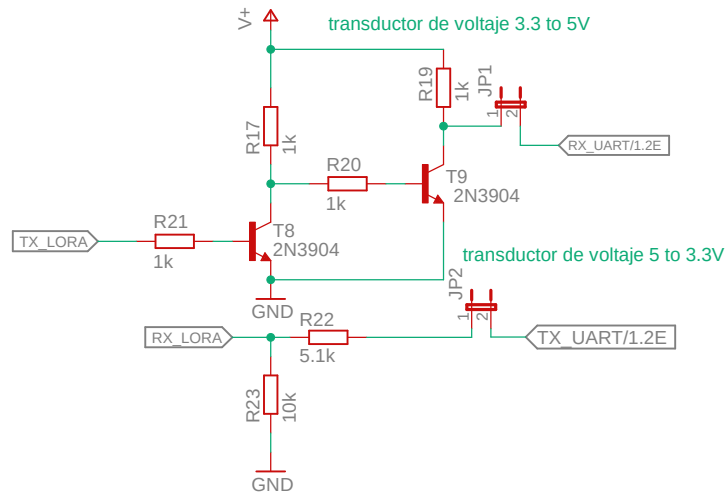 V+
transductor de voltaje 3.3 to 5V
R19
1k
JP1
1
2
R17
1k
RX_UART/1.2E
R20
1k
T9
2N3904
R21
1k
TX_LORA
T8
2N3904
transductor de voltaje 5 to 3.3V
JP2
1
2
GND
R22
5.1k
RX_LORA
TX_UART/1.2E
R23
10k
GND